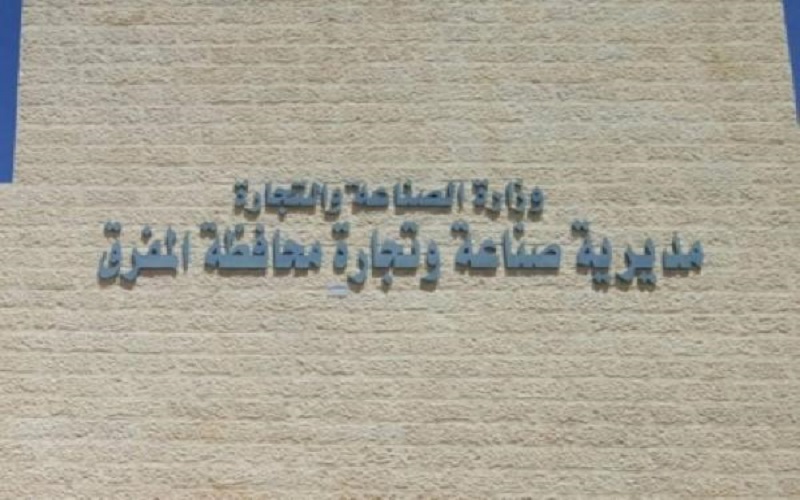 وزارة الصناعة والتجارة
مديرية صناعة وتجارة محافظة المفرق